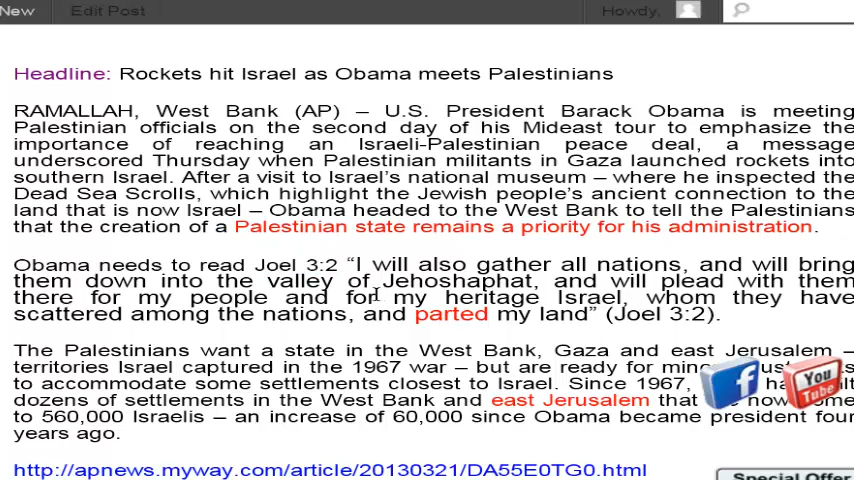 New Edit Post Howdy,
Headline: Rockets hit Israel as Obama meets Palestinians
RAMALLAH, West Bank (AP) – U.S. President Barack Obama is meeting
Palestinian officials on the second day of his Mideast tour to emphasize the
importance of reaching an Israeli-Palestinian peace deal, a message
underscored Thursday when Palestinian militants in Gaza launched rockets into
southern Israel. After a visit to Israel's national museum – where he inspected the
Dead Sea Scrolls, which highlight the Jewish people's ancient connection to the
land that is now Israel – Obama headed to the West Bank to tell the Palestinians
that the creation of a Palestinian state remains a priority for his administration.
Obama needs to read Joel 3:2 “I will also gather all nations, and will bring
them down into the valley of Jehoshaphat, and will plead with them
there for my people and for my heritage Israel, whom they have
scattered among the nations, and parted my land” (Joel 3:2).
The Palestinians want a state in the West Bank, Gaza and east Jerusalem –
territories Israel captured in the 1967 war – but are ready for
to accommodate some settlements closest to Israel. Since 1967,
dozens of settlements in the West Bank and east Jerusalem that now
to 560,000 Israelis – an increase of 60,000 since Obama became president four
years ago.
http://apnews.myway.com/article/20130321/DA55E0TG0.html
You
Tube
Special Offer